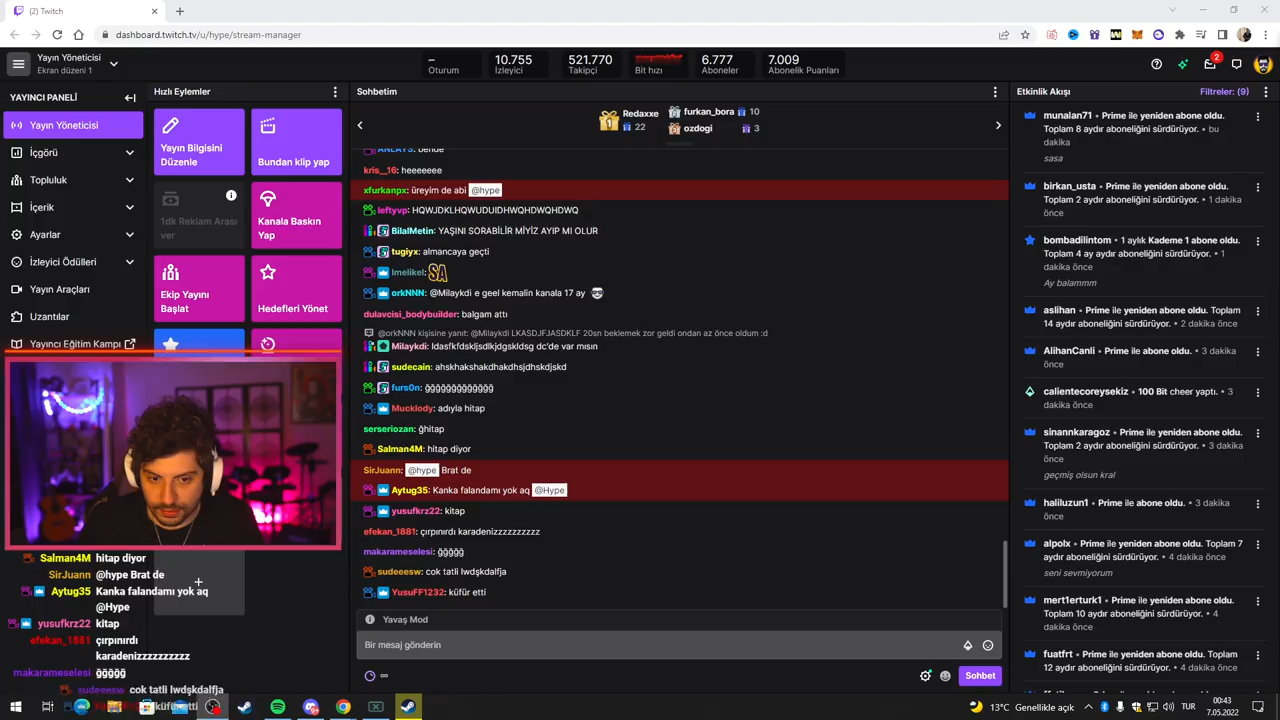 (2) Twitch
dashboard.twitch.tv/u/hype/stream-manager
Yayın Yöneticisi
Ekran düzeni 1
–
Oturum
10.755
İzleyici
521.770
Takipçi
Bit hızı
6.777
Aboneler
7.009
Abonelik Puanları
2
YAYINCI PANELİ
Yayın Yöneticisi
İçgörü
Topluluk
İçerik
Ayarlar
İzleyici Ödülleri
Yayın Araçları
Uzantılar
Yayıncı Eğitim Kampı
Hızlı Eylemler
Yayın Bilgisini
Düzenle
Bundan klip yap
1dk Reklam Arası
ver
Kanala Baskın
Yap
Ekip Yayını
Başlat
Hedefleri Yönet
Salman4M hitap diyor
SirJuann @hype Brat de
Aytug35 Kanka falandamı yok aq
@Hype
yusufkrz22 kitap
efekan_1881 çırpınırdı
karadenizzzzzzzzzz
makarameselesi ğğğğğ
sudeeesw cok tatli lwdşkdalfja
küfür etti
Sohbetim
1 Redaxxe 22
2 furkan_bora 10
3 ozdogi 3
ANLAYS: bende
kris__16: heeeeeee
xfurkanpx: üreyim de abi @hype
leftyvp: HQWJDKLHQWUDUIDHWQHDWQHDWQ
BilalMetin: YAŞINI SORABİLİR MİYİZ AYIP MI OLUR
tugiyx: almancaya geçti
Imelikel: SA
orkNNN: @Milaykdi e geel kemalin kanala 17 ay
dulavcisi_bodybuilder: balgam attı
@orkNNN kişisine yanıt: @Milaykdi LKASDJFJASDKLF 20sn beklemek zor geldi ondan az önce oldum :d
Milaykdi: ldasfkfdskljsdlkjdgskldsg dc'de var mısın
sudecain: ahskhakshakdhakdhsjdhskdjskd
furs0n: ğğğğğğğğğğğğğ
Mucklody: adıyla hitap
serseriozan: ğhitap
Salman4M: hitap diyor
SirJuann: @hype Brat de
Aytug35: Kanka falandamı yok aq @Hype
yusufkrz22: kitap
efekan_1881: çırpınırdı karadenizzzzzzzzzz
makarameselesi: ğğğğğ
sudeeesw: cok tatli lwdşkdalfja
YusuFF1232: küfür etti
Yavaş Mod
Bir mesaj gönderin
∞
Sohbet
Etkinlik Akışı
Filtreler: (9)
munalan71 • Prime ile yeniden abone oldu.
Toplam 8 aydır aboneliğini sürdürüyor. • bu
dakika
sasa
birkan_usta • Prime ile yeniden abone oldu.
Toplam 2 aydır aboneliğini sürdürüyor. • 1 dakika
önce
bombadilintom • 1 aylık Kademe 1 abone oldu.
Toplam 4 ay aydır aboneliğini sürdürüyor. • 1
dakika önce
Ay balammm
aslihan • Prime ile yeniden abone oldu. Toplam
14 aydır aboneliğini sürdürüyor. • 2 dakika önce
AlihanCanli • Prime ile abone oldu. • 3 dakika
önce
calientecoreysekiz • 100 Bit cheer yaptı. • 3
dakika önce
sinannkaragoz • Prime ile yeniden abone oldu.
Toplam 2 aydır aboneliğini sürdürüyor. • 3 dakika
önce
geçmiş olsun kral
haliluzun1 • Prime ile abone oldu. • 3 dakika
önce
alpolx • Prime ile yeniden abone oldu. Toplam 7
aydır aboneliğini sürdürüyor. • 4 dakika önce
seni sevmiyorum
mert1erturk1 • Prime ile yeniden abone oldu.
Toplam 10 aydır aboneliğini sürdürüyor. • 4
dakika önce
fuatfrt • Prime ile yeniden abone oldu. Toplam
12 aydır aboneliğini sürdürüyor. • 4 dakika önce
13°C Genellikle açık
TUR
00:43
7.05.2022